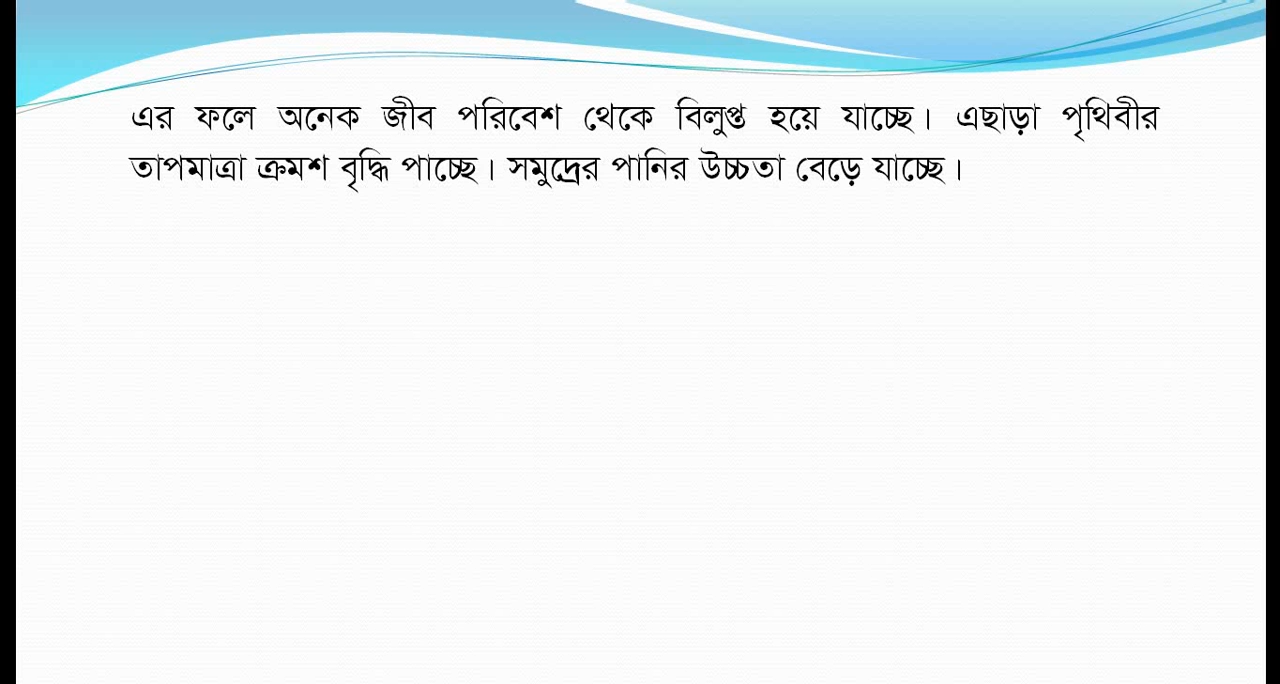 এর ফলে অনেক জীব পরিবেশ থেকে বিলুপ্ত হয়ে যাচ্ছে। এছাড়া পৃথিবীর
তাপমাত্রা ক্রমশ বৃদ্ধি পাচ্ছে। সমুদ্রের পানির উচ্চতা বেড়ে যাচ্ছে।